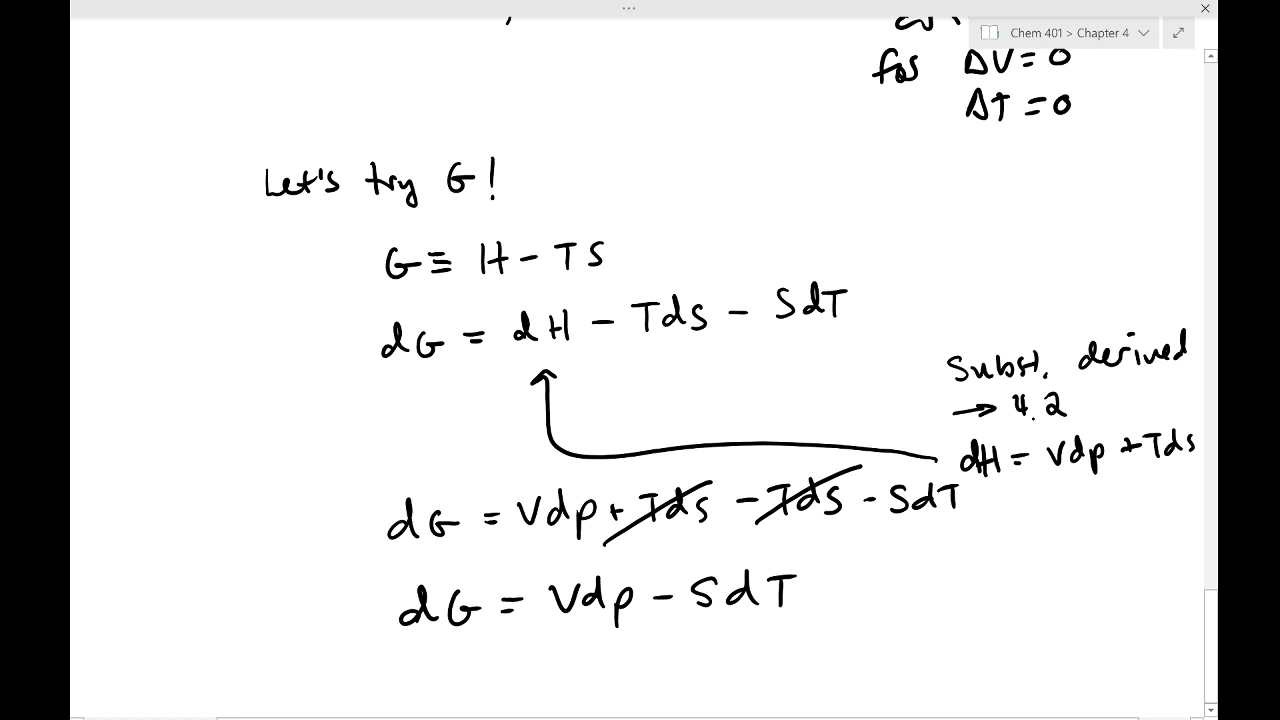 Chem 401 > Chapter 4
for ΔV = 0
ΔT = 0
Let's try G!
G ≡ H - TS
dG = dH - TdS - SdT
Subst. derived
→ 4.2
dH = Vdp + TdS
dG = Vdp + TdS - TdS - SdT
dG = Vdp - SdT